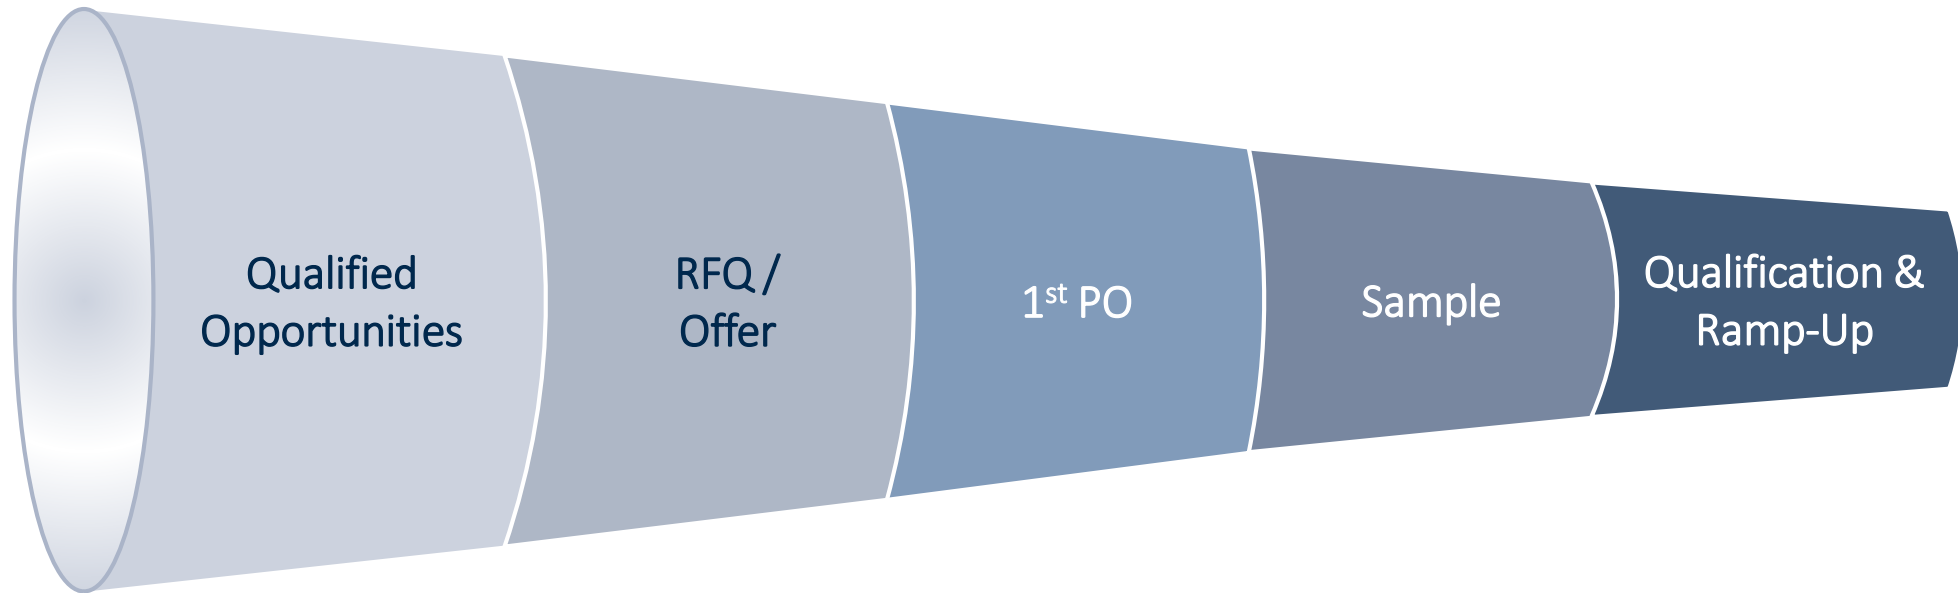 Qualified
Opportunities
RFQ /
Offer
1st PO
Sample
Qualification &
Ramp-Up